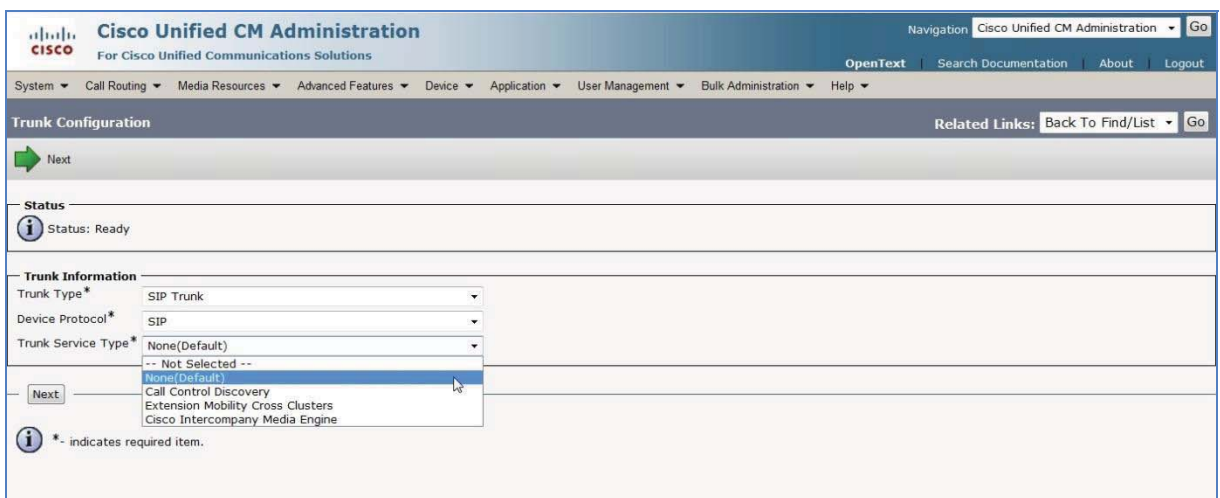 CISCO
Cisco Unified CM Administration
For Cisco Unified Communications Solutions
Navigation Cisco Unified CM Administration Go
OpenText Search Documentation About Logout
System Call Routing Media Resources Advanced Features Device Application User Management Bulk Administration Help
Trunk Configuration
Related Links: Back To Find/List Go
Next
Status
Status: Ready
Trunk Information
Trunk Type* SIP Trunk
Device Protocol* SIP
Trunk Service Type* None(Default)
-- Not Selected --
None(Default)
Call Control Discovery
Extension Mobility Cross Clusters
Cisco Intercompany Media Engine
Next
*- indicates required item.